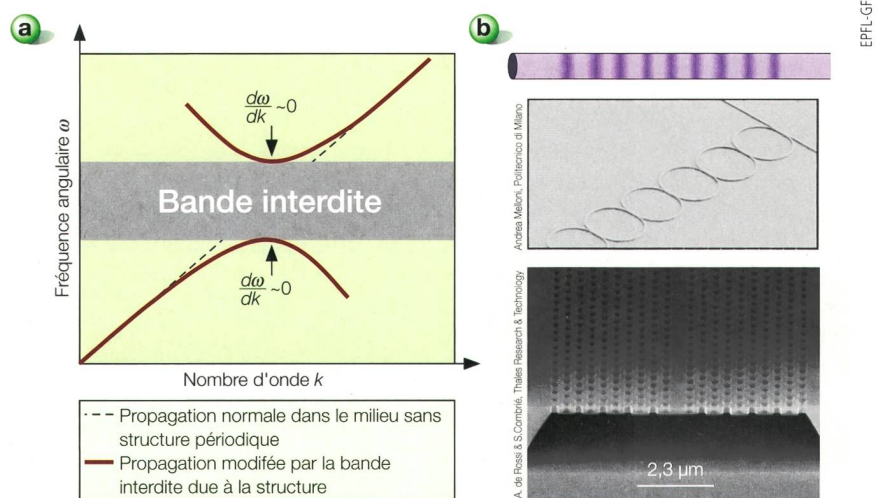 a
Fréquence angulaire ω
dω
dk
~0
Bande interdite
dω
dk
~0
Nombre d'onde k
--- Propagation normale dans le milieu sans
structure périodique
Propagation modifiée par la bande
interdite due à la structure
b
Andrea Melloni, Politecnico di Milano
A. de Rossi & S.Combrié, Thales Research & Technology
2,3 µm
EPFL-GF